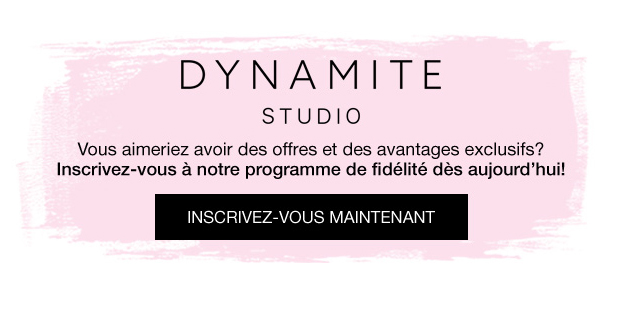 DYNAMITE
STUDIO
Vous aimeriez avoir des offres et des avantages exclusifs?
Inscrivez-vous à notre programme de fidélité dès aujourd’hui!
INSCRIVEZ-VOUS MAINTENANT